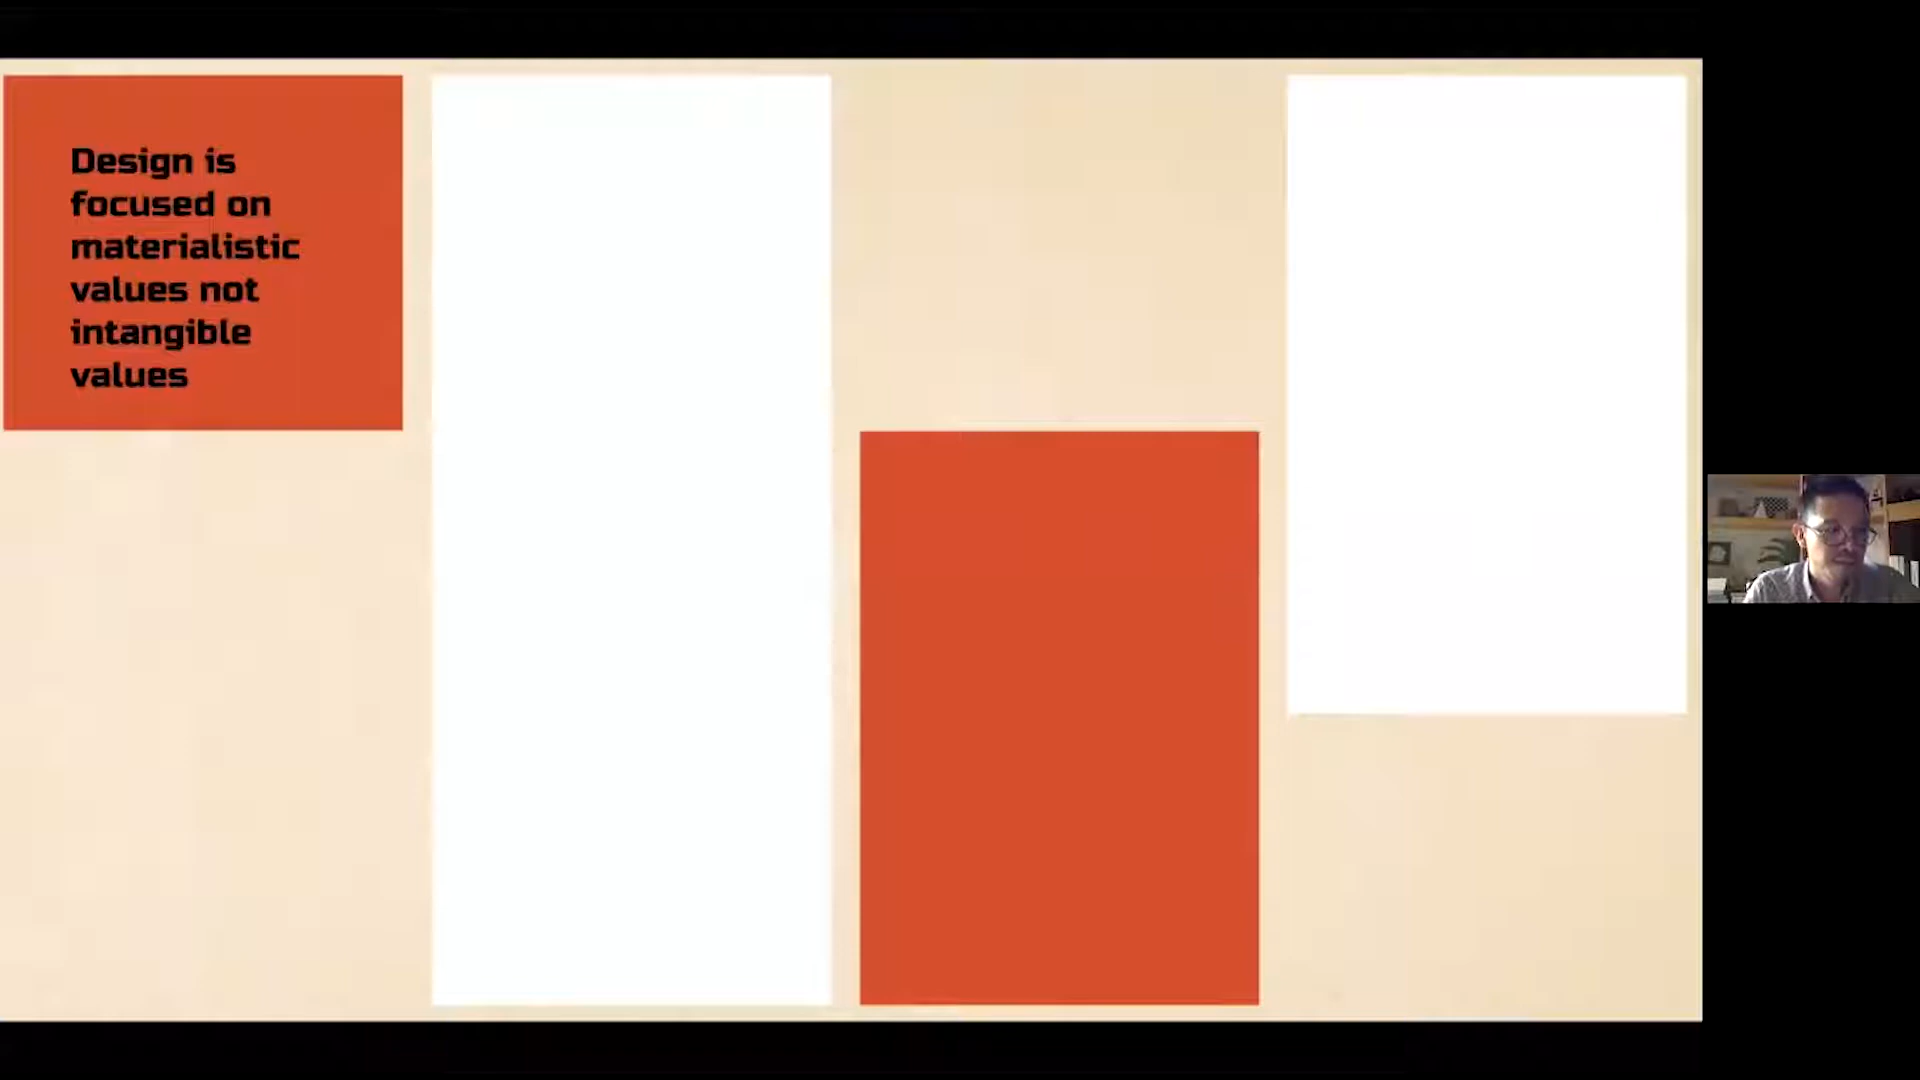 Design is
focused on
materialistic
values not
intangible
values